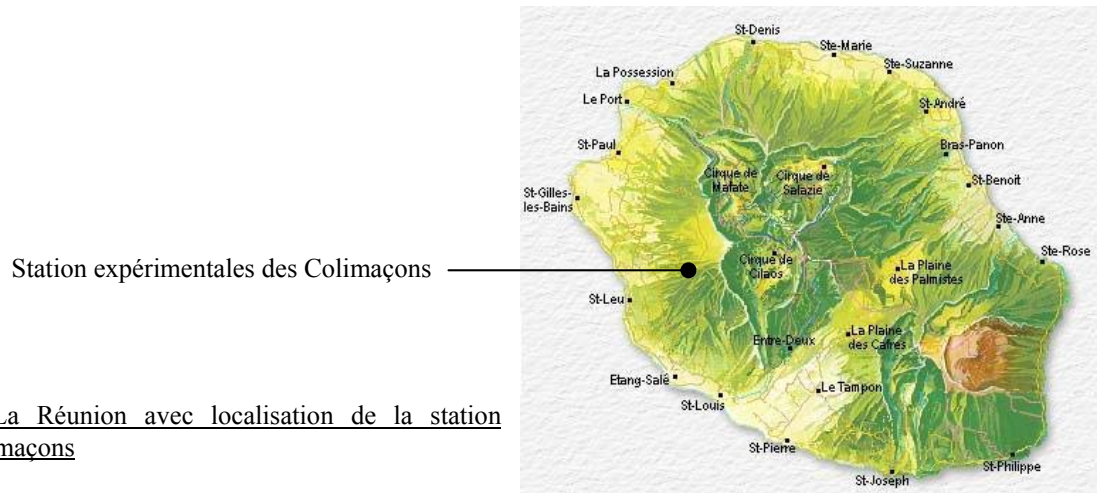 St-Denis
Ste-Marie
Ste-Suzanne
La Possession
Le Port
St-André
St-Paul
Bras-Panon
Cirque de
Mafate
Cirque de
Salazie
St-Benoit
St-Gilles-
les-Bains
Ste-Anne
Ste-Rose
Station expérimentales des Colimaçons
Cirque de
Cilaos
La Plaine
des Palmistes
St-Leu
La Plaine
des Cafres
Entre-Deux
Etang-Salé
Le Tampon
St-Louis
La Réunion avec localisation de la station
maçons
St-Pierre
St-Philippe
St-Joseph